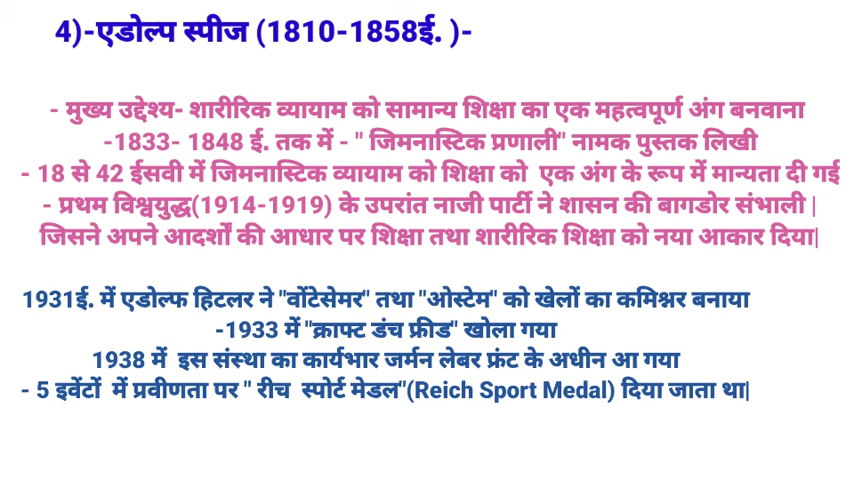 4)-एडोल्प स्पीज (1810-1858ई. )-
- मुख्य उद्देश्य- शारीरिक व्यायाम को सामान्य शिक्षा का एक महत्वपूर्ण अंग बनवाना
-1833- 1848 ई. तक में - " जिमनास्टिक प्रणाली" नामक पुस्तक लिखी
- 18 से 42 ईसवी में जिमनास्टिक व्यायाम को शिक्षा को एक अंग के रूप में मान्यता दी गई
- प्रथम विश्वयुद्ध(1914-1919) के उपरांत नाजी पार्टी ने शासन की बागडोर संभाली |
जिसने अपने आदर्शों की आधार पर शिक्षा तथा शारीरिक शिक्षा को नया आकार दिया|
1931ई. में एडोल्फ हिटलर ने "वोंटेसेमर" तथा "ओस्टेम" को खेलों का कमिश्नर बनाया
-1933 में "क्राफ्ट डंच फ्रीड" खोला गया
1938 में इस संस्था का कार्यभार जर्मन लेबर फ्रंट के अधीन आ गया
- 5 इवेंटों में प्रवीणता पर " रीच स्पोर्ट मेडल"(Reich Sport Medal) दिया जाता था|